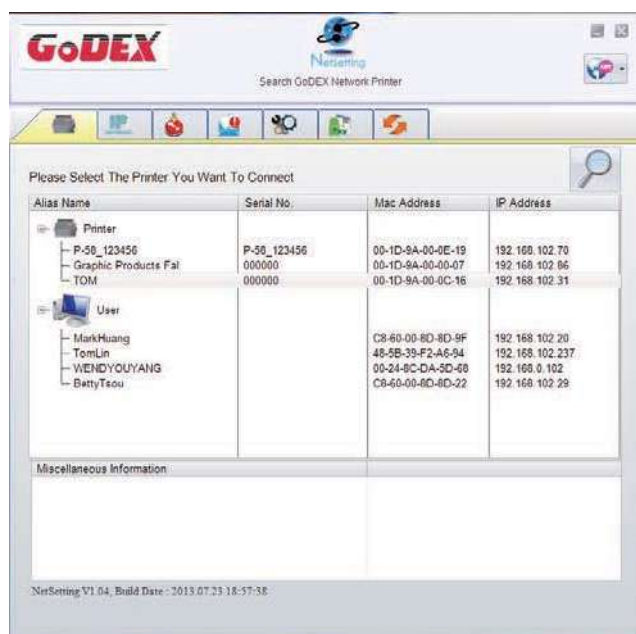 GoDEX
Netsetting
Search GoDEX Network Printer
IP
Please Select The Printer You Want To Connect
Alias Name Serial No. Mac Address IP Address
Printer
P-58_123456 P-58_123456 00-1D-9A-00-0E-19 192.168.102.70
Graphic Products Fal 000000 00-1D-9A-00-00-07 192.168.102.86
TOM 000000 00-1D-9A-00-0C-16 192.168.102.31
User
MarkHuang C8-60-00-8D-8D-9F 192.168.102.20
TomLin 48-5B-39-F2-A6-94 192.168.102.237
WENDYOUYANG 00-24-8C-DA-5D-68 192.168.0.102
BettyTsou C8-60-00-8D-8D-22 192.168.102.29
Miscellaneous Information
NetSetting V1.04, Build Date : 2013.07.23 18:57:38